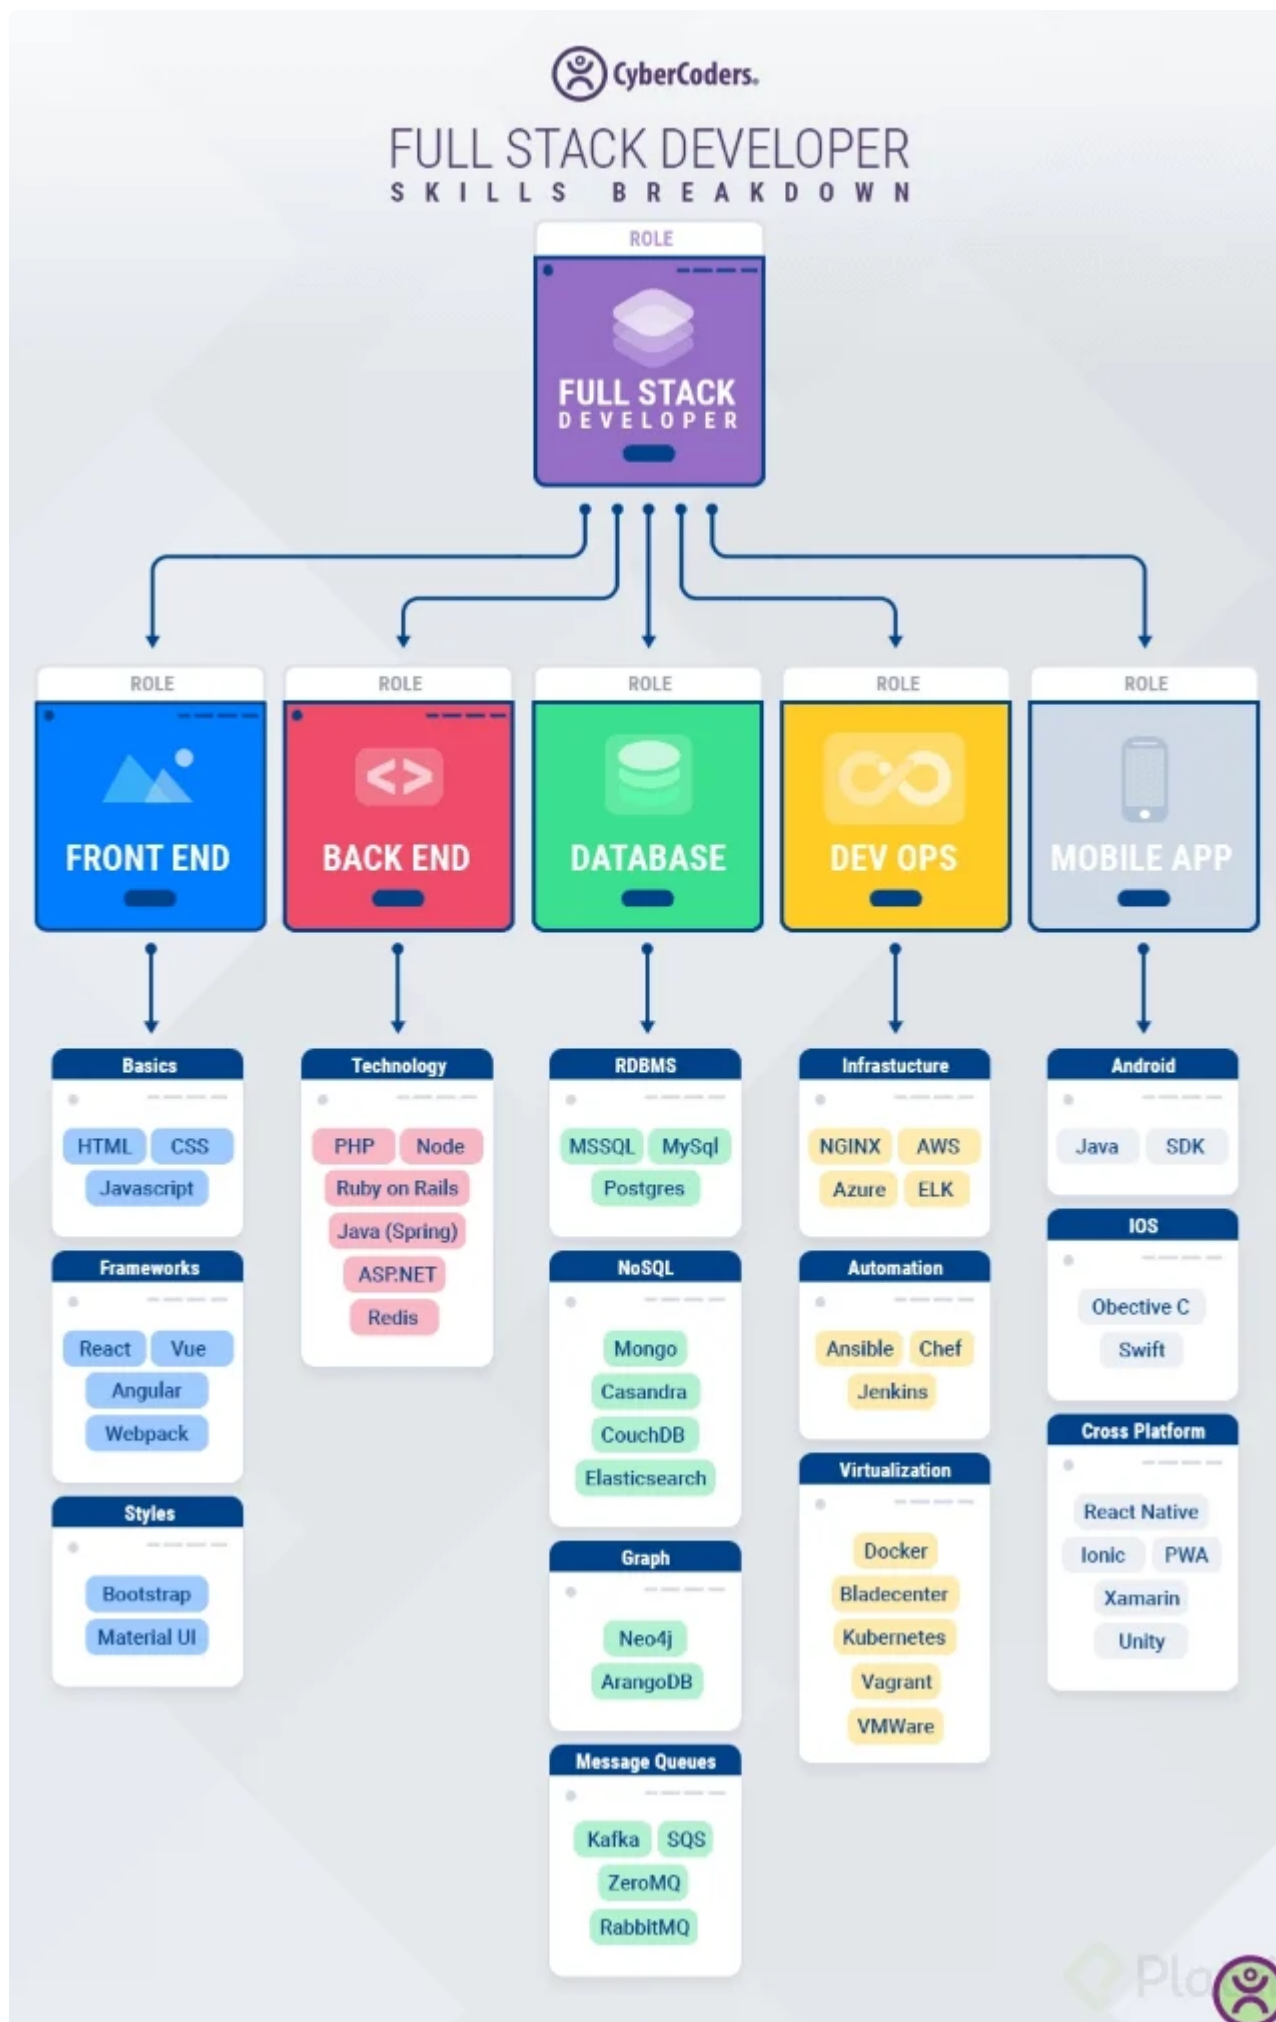 CyberCoders.
FULL STACK DEVELOPER
SKILLS BREAKDOWN
ROLE
FULL STACK
DEVELOPER
ROLE
FRONT END
ROLE
BACK END
ROLE
DATABASE
ROLE
DEV OPS
ROLE
MOBILE APP
Basics
HTML CSS
Javascript
Frameworks
React Vue
Angular
Webpack
Styles
Bootstrap
Material UI
Technology
PHP Node
Ruby on Rails
Java (Spring)
ASP.NET
Redis
RDBMS
MSSQL MySql
Postgres
NoSQL
Mongo
Casandra
CouchDB
Elasticsearch
Graph
Neo4j
ArangoDB
Message Queues
Kafka SQS
ZeroMQ
RabbitMQ
Infrastucture
NGINX AWS
Azure ELK
Automation
Ansible Chef
Jenkins
Virtualization
Docker
Bladecenter
Kubernetes
Vagrant
VMWare
Android
Java SDK
IOS
Obective C
Swift
Cross Platform
React Native
Ionic PWA
Xamarin
Unity